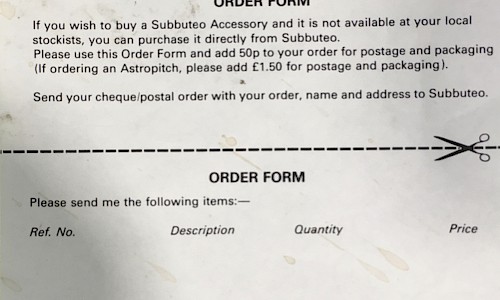 ORDER FORM
If you wish to buy a Subbuteo Accessory and it is not available at your local
stockists, you can purchase it directly from Subbuteo.
Please use this Order Form and add 50p to your order for postage and packaging
(If ordering an Astropitch, please add £1.50 for postage and packaging).
Send your cheque/postal order with your order, name and address to Subbuteo.
ORDER FORM
Please send me the following items:—
Ref. No. Description Quantity Price